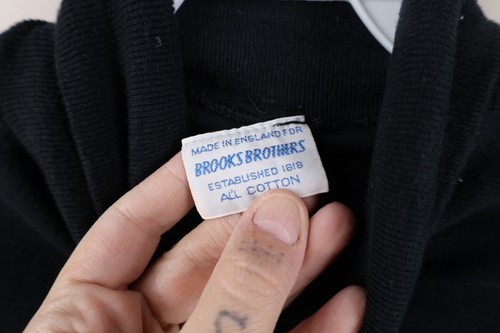 MADE IN ENGLAND FOR
BROOKS BROTHERS
ESTABLISHED 1818
ALL COTTON